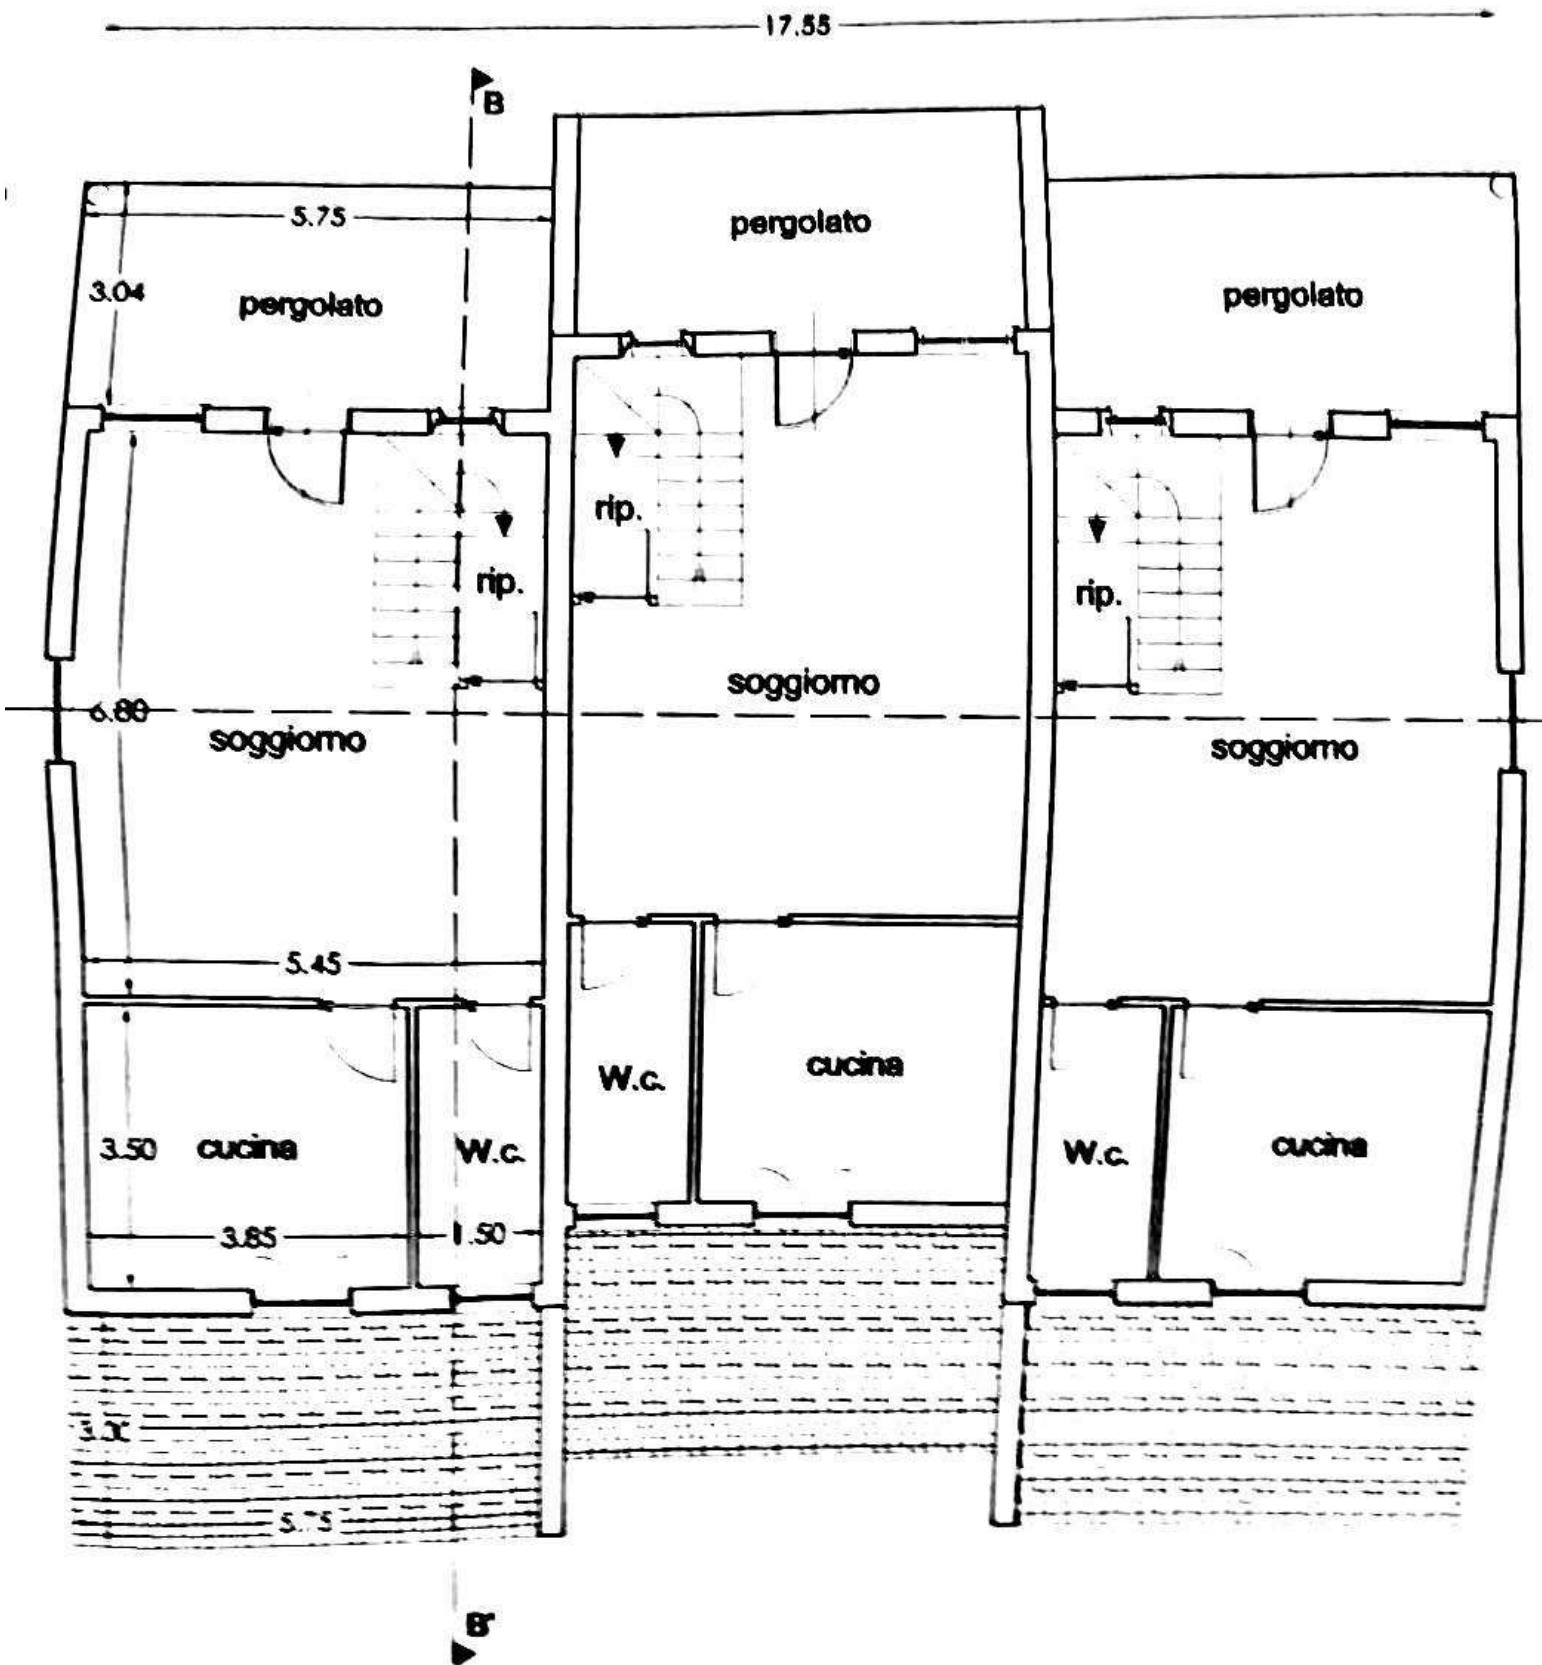 17.55
B
pergolato
5.75
3.04
pergolato
pergolato
rip.
rip.
rip.
soggiorno
6.80
soggiorno
soggiorno
5.45
W.c.
cucina
3.50
cucina
W.c.
W.c.
cucina
3.85
1.50
5.75
B'